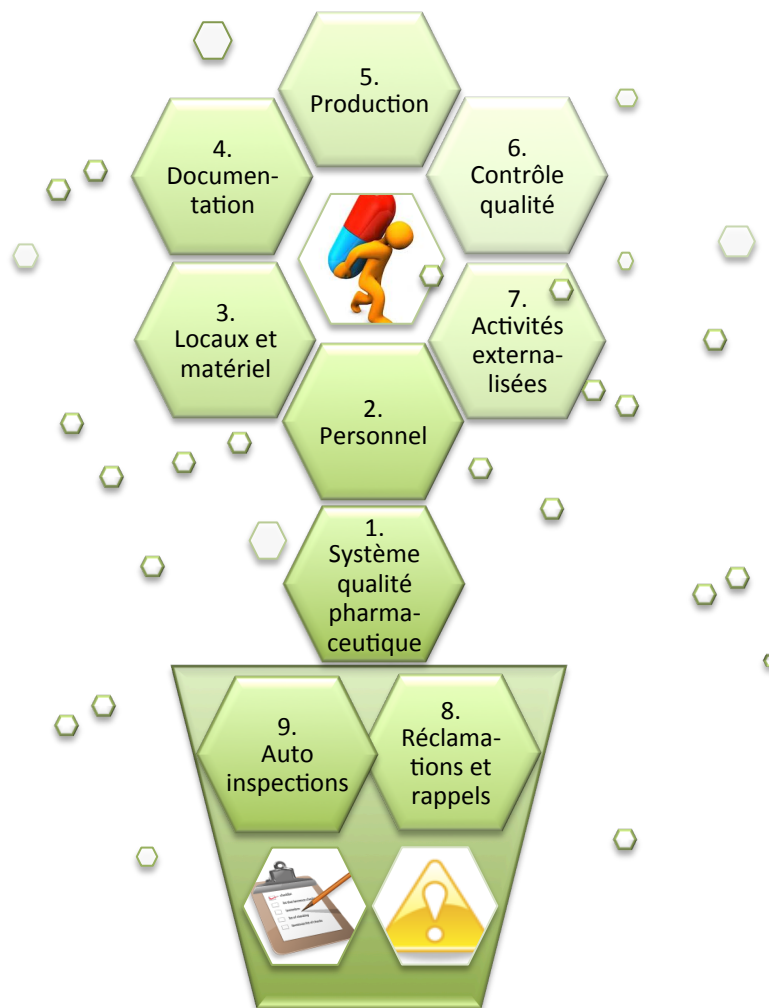 5.
Production
4.
Documen-
tation
6.
Contrôle
qualité
3.
Locaux et
matériel
7.
Activités
externa-
lisées
2.
Personnel
1.
Système
qualité
pharma-
ceutique
9.
Auto
inspections
8.
Réclama-
tions et
rappels